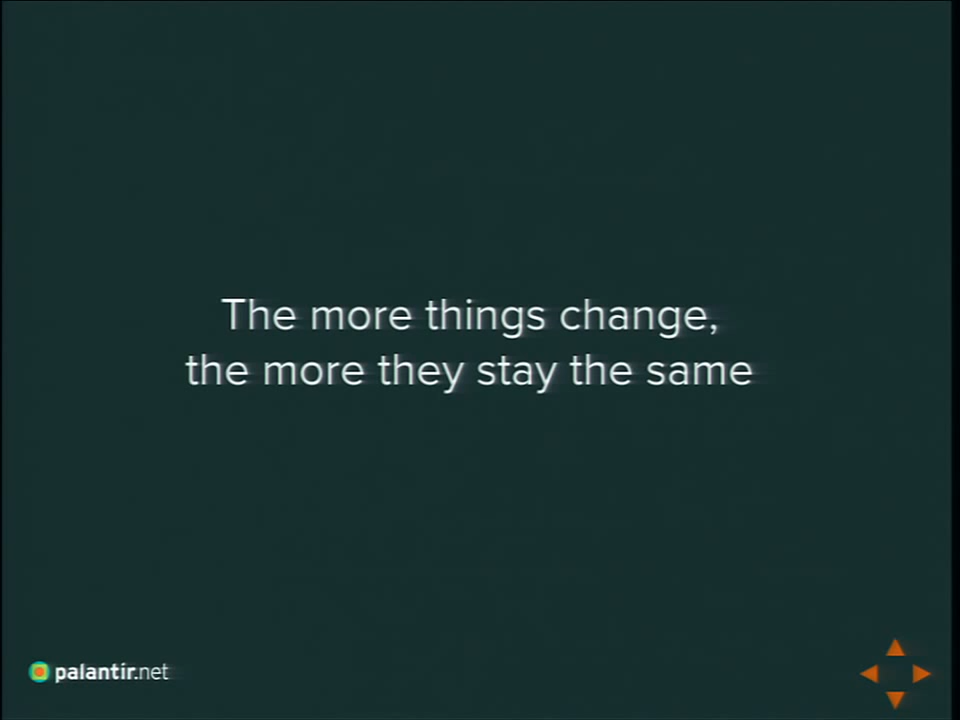 The more things change,
the more they stay the same
palantir.net